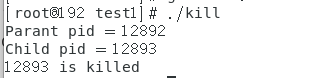 [root@192 test1]# ./kill
Parant pid = 12892
Child pid = 12893
12893 is killed